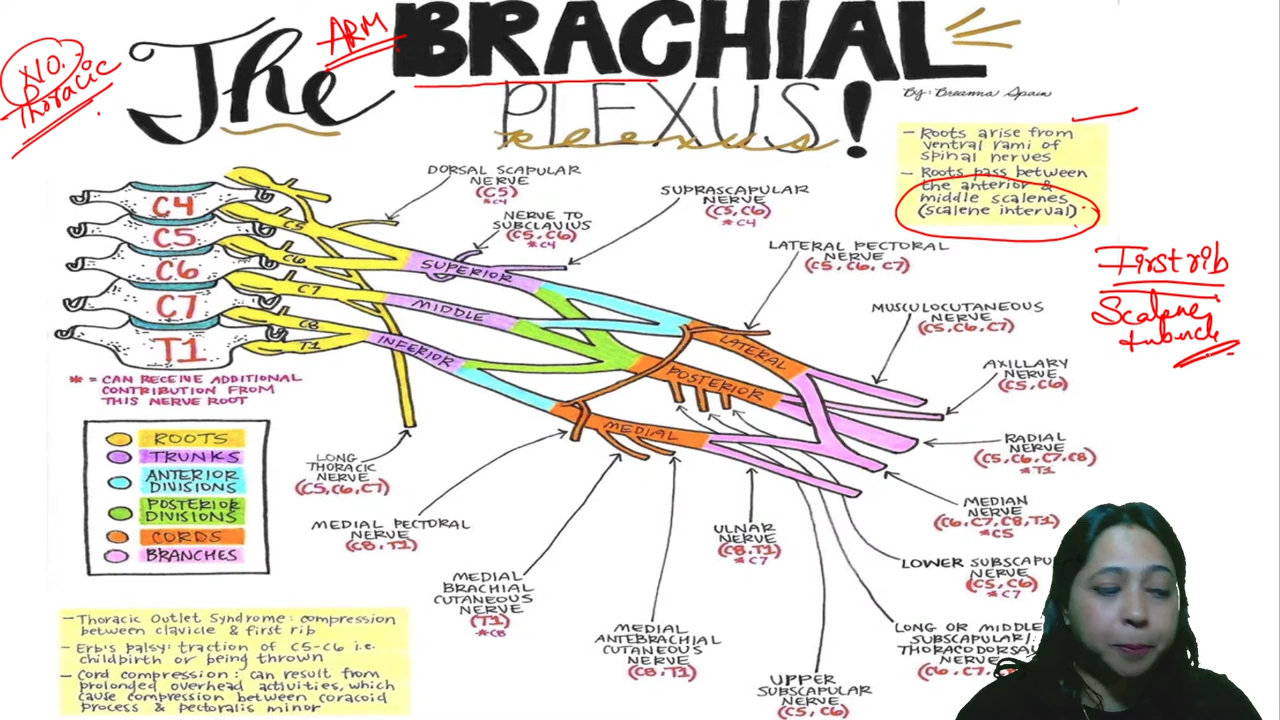 NO.
Thoracic
ARM
The BRACHIAL
PLEXUS!
plexus
By: Breanna Spain
- Roots arise from
ventral rami of
spinal nerves
- Roots pass between
the anterior &
middle scalenes
(scalene interval)
First rib
C4
C5
C6
C7
T1
C5
C6
C7
C8
T1
SUPERIOR
MIDDLE
INFERIOR
LATERAL
POSTERIOR
MEDIAL
DORSAL SCAPULAR
NERVE
(C5)
*C4
NERVE TO
SUBCLAVIUS
(C5, C6)
*C4
SUPRASCAPULAR
NERVE
(C5, C6)
*C4
LATERAL PECTORAL
NERVE
(C5, C6, C7)
MUSCULOCUTANEOUS
NERVE
(C5, C6, C7)
AXILLARY
NERVE
(C5, C6)
RADIAL
NERVE
(C5, C6, C7, C8)
*T1
MEDIAN
NERVE
(C6, C7, C8, T1)
*C5
LOWER SUBSCAPU
NERVE
(C5, C6)
*C7
LONG OR MIDDLE
SUBSCAPULAR/
THORACODORSAL
NERVE
(C6, C7,
UPPER
SUBSCAPULAR
NERVE
(C5, C6)
ULNAR
NERVE
(C8, T1)
*C7
MEDIAL
ANTEBRACHIAL
CUTANEOUS
NERVE
(C8, T1)
MEDIAL
BRACHIAL
CUTANEOUS
NERVE
(T1)
*C8
MEDIAL PECTORAL
NERVE
(C8, T1)
LONG
THORACIC
NERVE
(C5, C6, C7)
* = CAN RECEIVE ADDITIONAL
CONTRIBUTION FROM
THIS NERVE ROOT
ROOTS
TRUNKS
ANTERIOR
DIVISIONS
POSTERIOR
DIVISIONS
CORDS
BRANCHES
- Thoracic Outlet Syndrome: compression
between clavicle & first rib
- Erb's palsy: traction of C5-C6 i.e.
childbirth or being thrown
- Cord compression: can result from
prolonged overhead activities, which
cause compression between coracoid
process & pectoralis minor